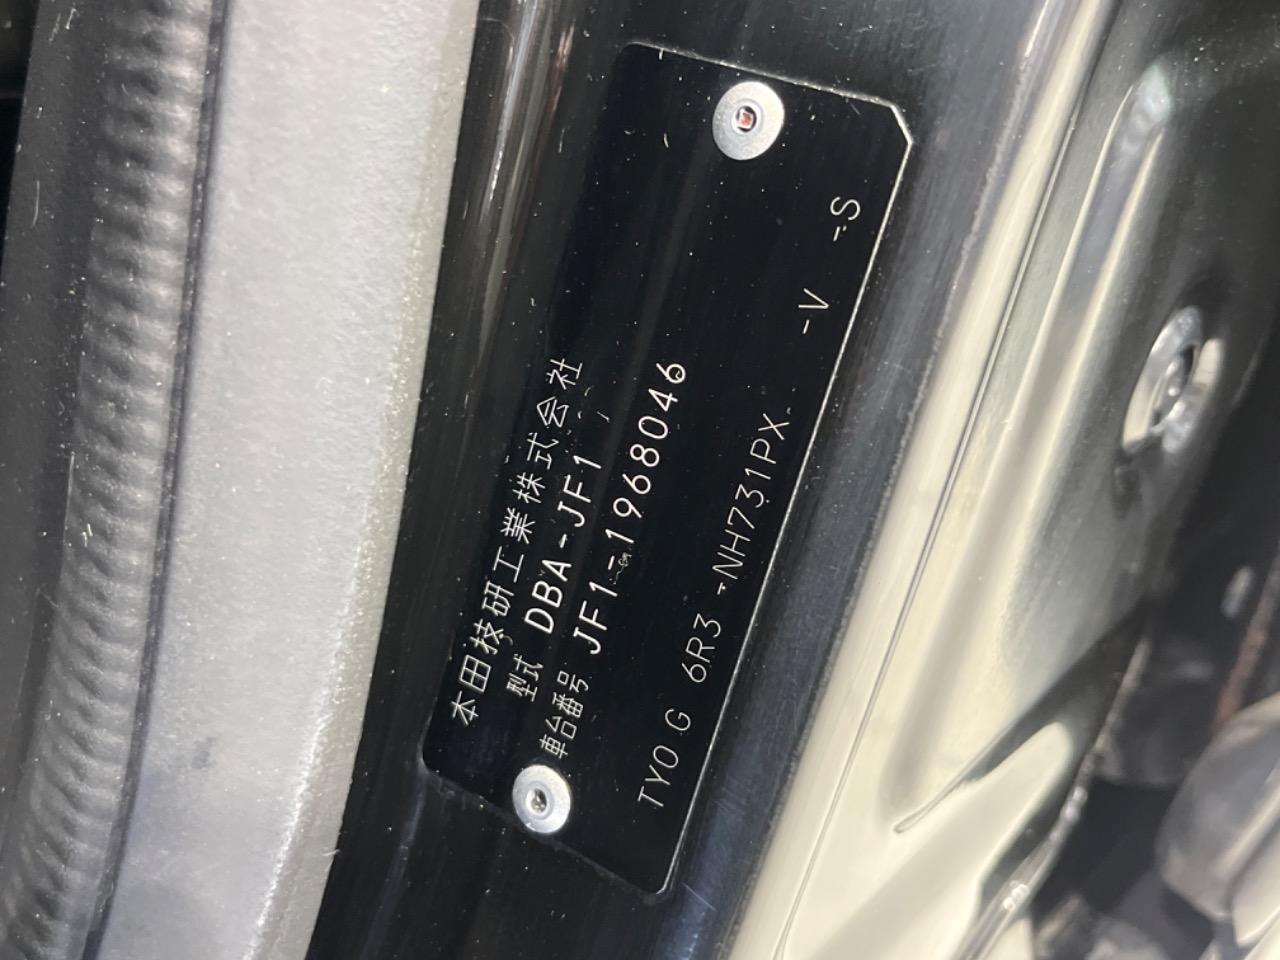 本田技研工業株式会社
型式 DBA-JF1
車台番号 JF1-1968046
TYO G 6R3 -NH731PX- -V -S